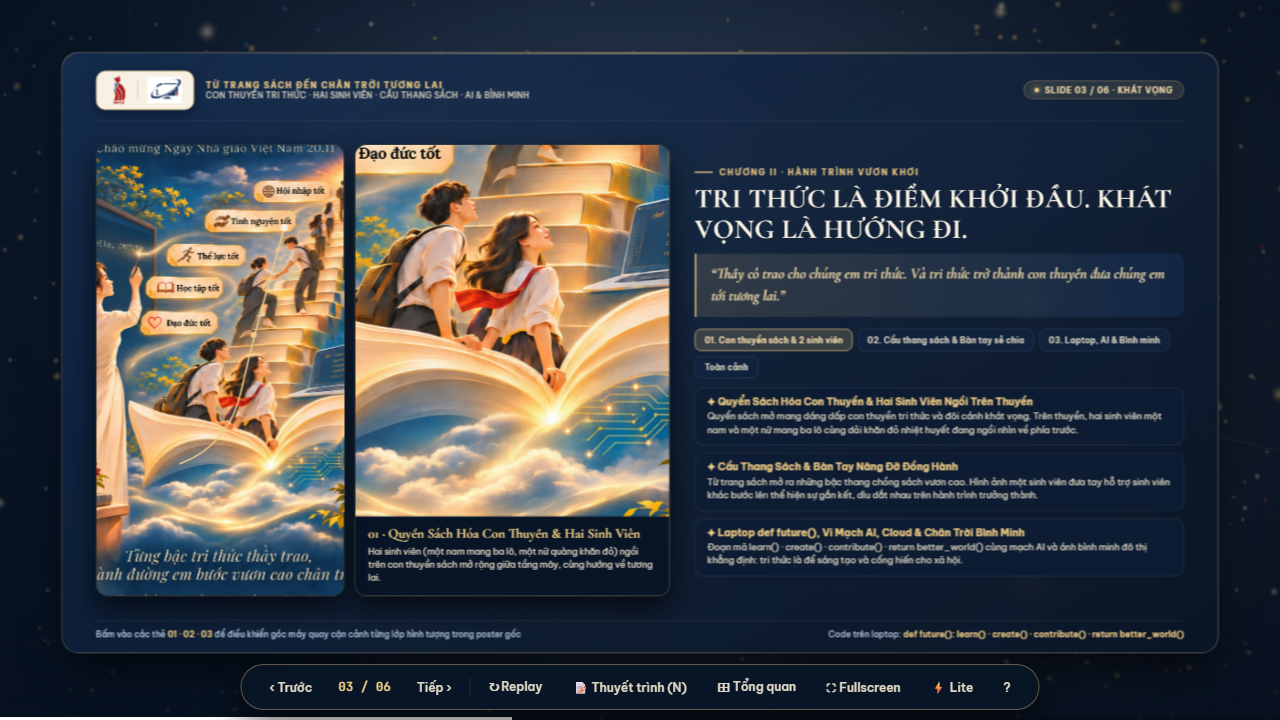 TỪ TRANG SÁCH ĐẾN CHÂN TRỜI TƯƠNG LAI
CON THUYỀN TRI THỨC · HAI SINH VIÊN · CẦU THANG SÁCH · AI & BÌNH MINH
SLIDE 03 / 06 · KHÁT VỌNG
Chào mừng Ngày Nhà giáo Việt Nam 20.11
Hội nhập tốt
Tình nguyện tốt
Thể lực tốt
Học tập tốt
Đạo đức tốt
Từng bậc tri thức thầy trao,
ành đường em bước vươn cao chân tr
Đạo đức tốt
def
01 · Quyển Sách Hóa Con Thuyền & Hai Sinh Viên
Hai sinh viên (một nam mang ba lô, một nữ quàng khăn đỏ) ngồi
trên con thuyền sách mở rộng giữa tầng mây, cùng hướng về tương
lai.
CHƯƠNG II · HÀNH TRÌNH VƯƠN KHƠI
TRI THỨC LÀ ĐIỂM KHỞI ĐẦU. KHÁT
VỌNG LÀ HƯỚNG ĐI.
“Thầy cô trao cho chúng em tri thức. Và tri thức trở thành con thuyền đưa chúng em
tới tương lai.”
01. Con thuyền sách & 2 sinh viên
02. Cầu thang sách & Bàn tay sẻ chia
03. Laptop, AI & Bình minh
Toàn cảnh
✦ Quyển Sách Hóa Con Thuyền & Hai Sinh Viên Ngồi Trên Thuyền
Quyển sách mở mang dáng dấp con thuyền tri thức và đôi cánh khát vọng. Trên thuyền, hai sinh viên một
nam và một nữ mang ba lô cùng dải khăn đỏ nhiệt huyết đang ngồi nhìn về phía trước.
✦ Cầu Thang Sách & Bàn Tay Nâng Đỡ Đồng Hành
Từ trang sách mở ra những bậc thang chồng sách vươn cao. Hình ảnh một sinh viên đưa tay hỗ trợ sinh viên
khác bước lên thể hiện sự gắn kết, dìu dắt nhau trên hành trình trưởng thành.
✦ Laptop def future(), Vi Mạch AI, Cloud & Chân Trời Bình Minh
Đoạn mã learn() · create() · contribute() · return better_world() cùng mạch AI và ánh bình minh đô thị
khẳng định: tri thức là để sáng tạo và cống hiến cho xã hội.
Bấm vào các thẻ 01 · 02 · 03 để điều khiển góc máy quay cận cảnh từng lớp hình tượng trong poster gốc
Code trên laptop: def future(): learn() · create() · contribute() · return better_world()
‹ Trước
03 / 06
Tiếp ›
↻ Replay
Thuyết trình (N)
Tổng quan
Fullscreen
Lite
?